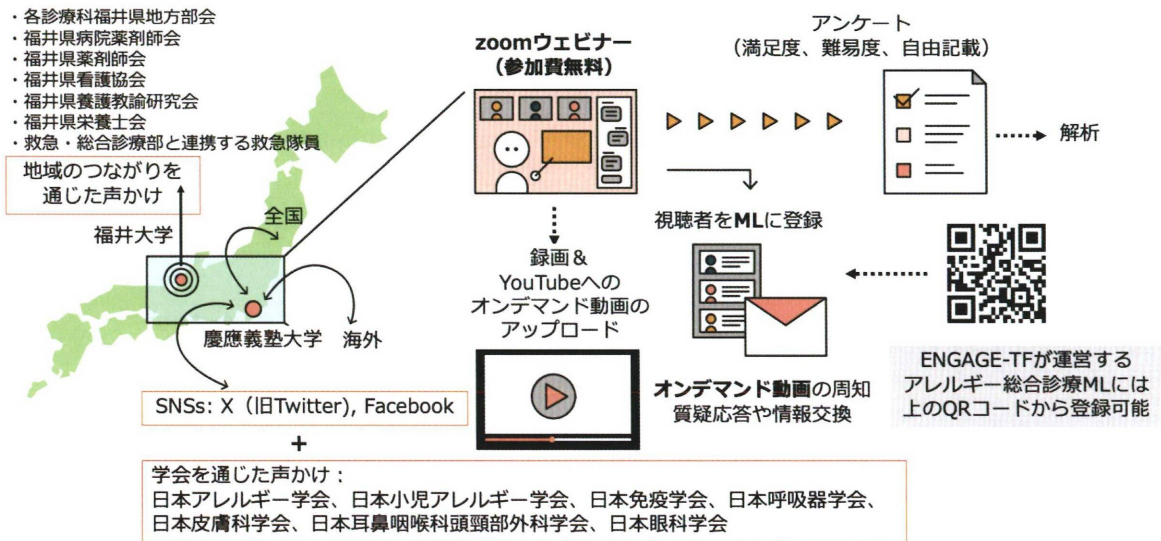 ・各診療科福井県地方部会
・福井県病院薬剤師会
・福井県薬剤師会
・福井県看護協会
・福井県養護教諭研究会
・福井県栄養士会
・救急・総合診療部と連携する救急隊員
地域のつながりを
通じた声かけ
福井大学
全国
慶應義塾大学
海外
SNSs: X（旧Twitter), Facebook
+
学会を通じた声かけ：
日本アレルギー学会、日本小児アレルギー学会、日本免疫学会、日本呼吸器学会、
日本皮膚科学会、日本耳鼻咽喉科頭頸部外科学会、日本眼科学会
zoomウェビナー
（参加費無料）
録画＆
YouTubeへの
オンデマンド動画の
アップロード
アンケート
（満足度、難易度、自由記載）
解析
視聴者をMLに登録
オンデマンド動画の周知
質疑応答や情報交換
ENGAGE-TFが運営する
アレルギー総合診療MLには
上のQRコードから登録可能